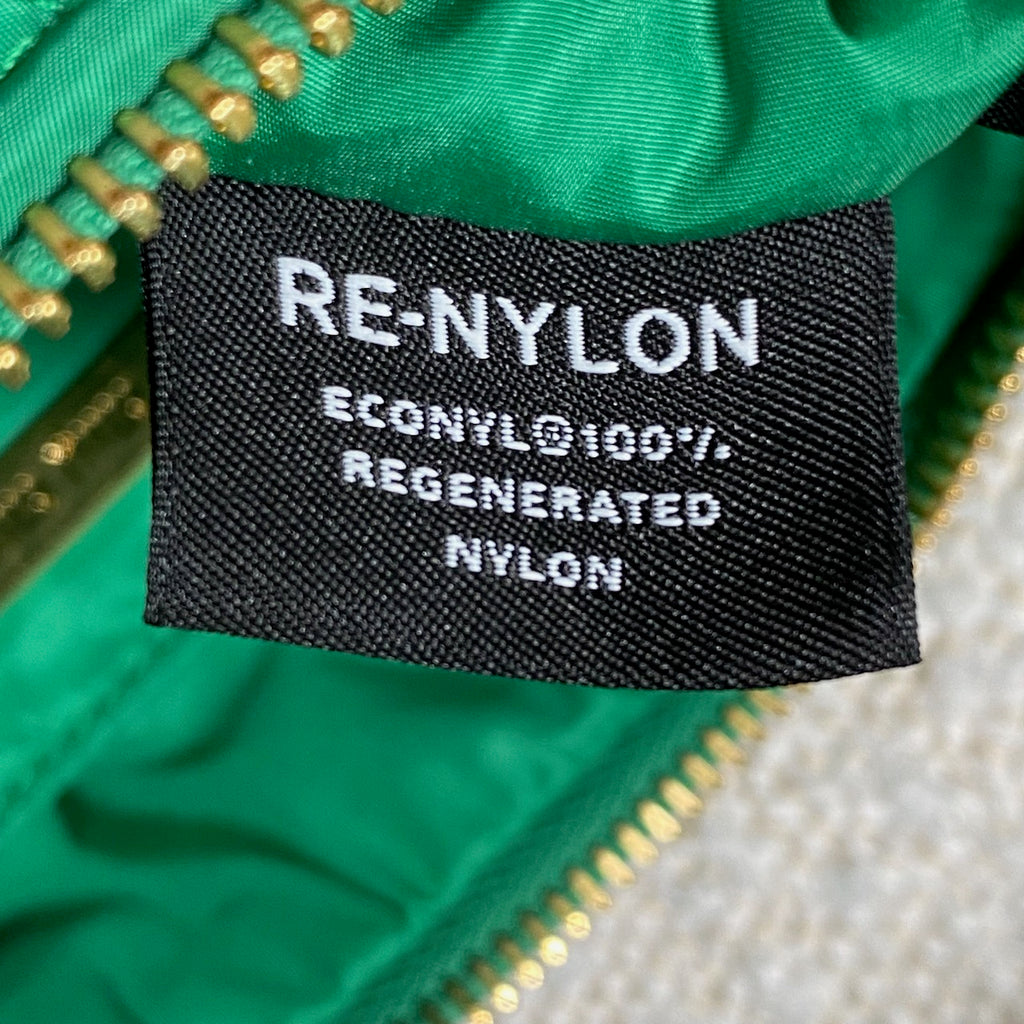 RE-NYLON
ECONYL®100%
REGENERATED
NYLON